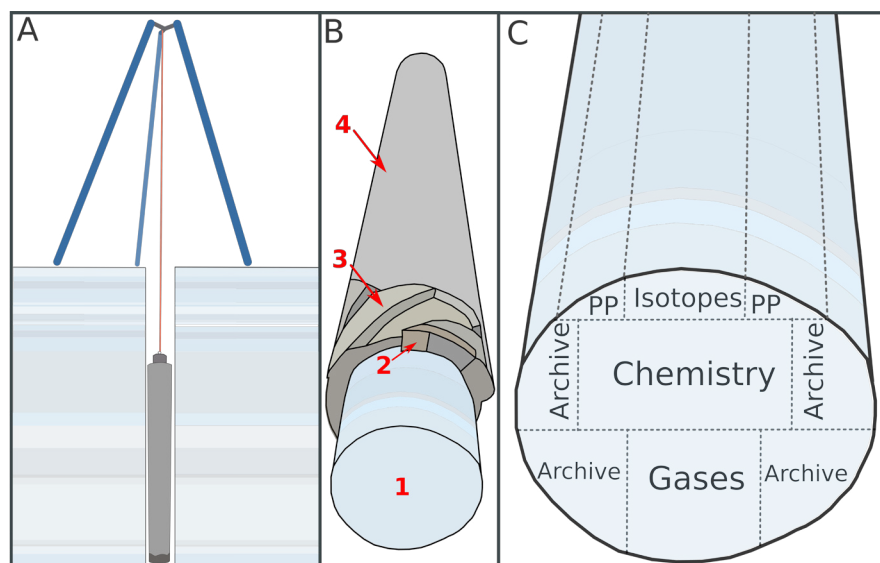 A
B
4
3
2
1
C
PP
Isotopes
PP
Archive
Chemistry
Archive
Archive
Gases
Archive